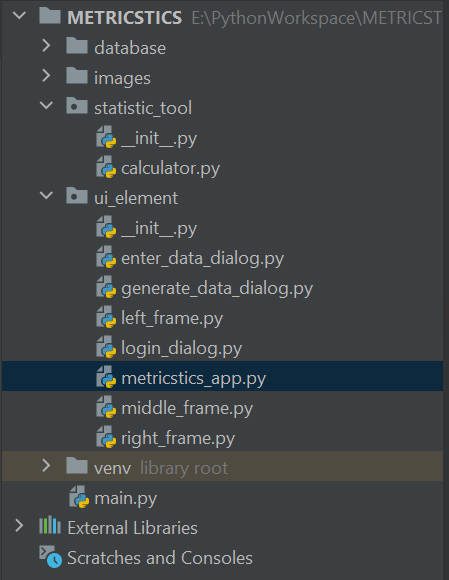 METRICSTICS E:\PythonWorkspace\METRICST
database
images
statistic_tool
__init__.py
calculator.py
ui_element
__init__.py
enter_data_dialog.py
generate_data_dialog.py
left_frame.py
login_dialog.py
metricstics_app.py
middle_frame.py
right_frame.py
venv library root
main.py
External Libraries
Scratches and Consoles